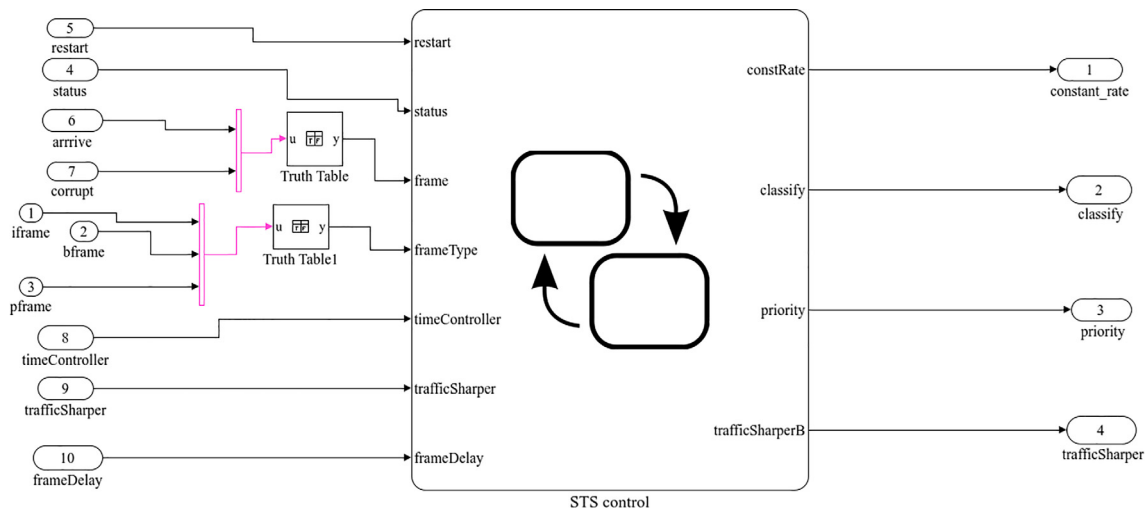 5
restart
4
status
6
arrrive
7
corrupt
1
iframe
2
bframe
3
pframe
8
timeController
9
trafficSharper
10
frameDelay
u y
Truth Table
u y
Truth Table1
restart
status
frame
frameType
timeController
trafficSharper
frameDelay
constRate
classify
priority
trafficSharperB
STS control
1
constant_rate
2
classify
3
priority
4
trafficSharper